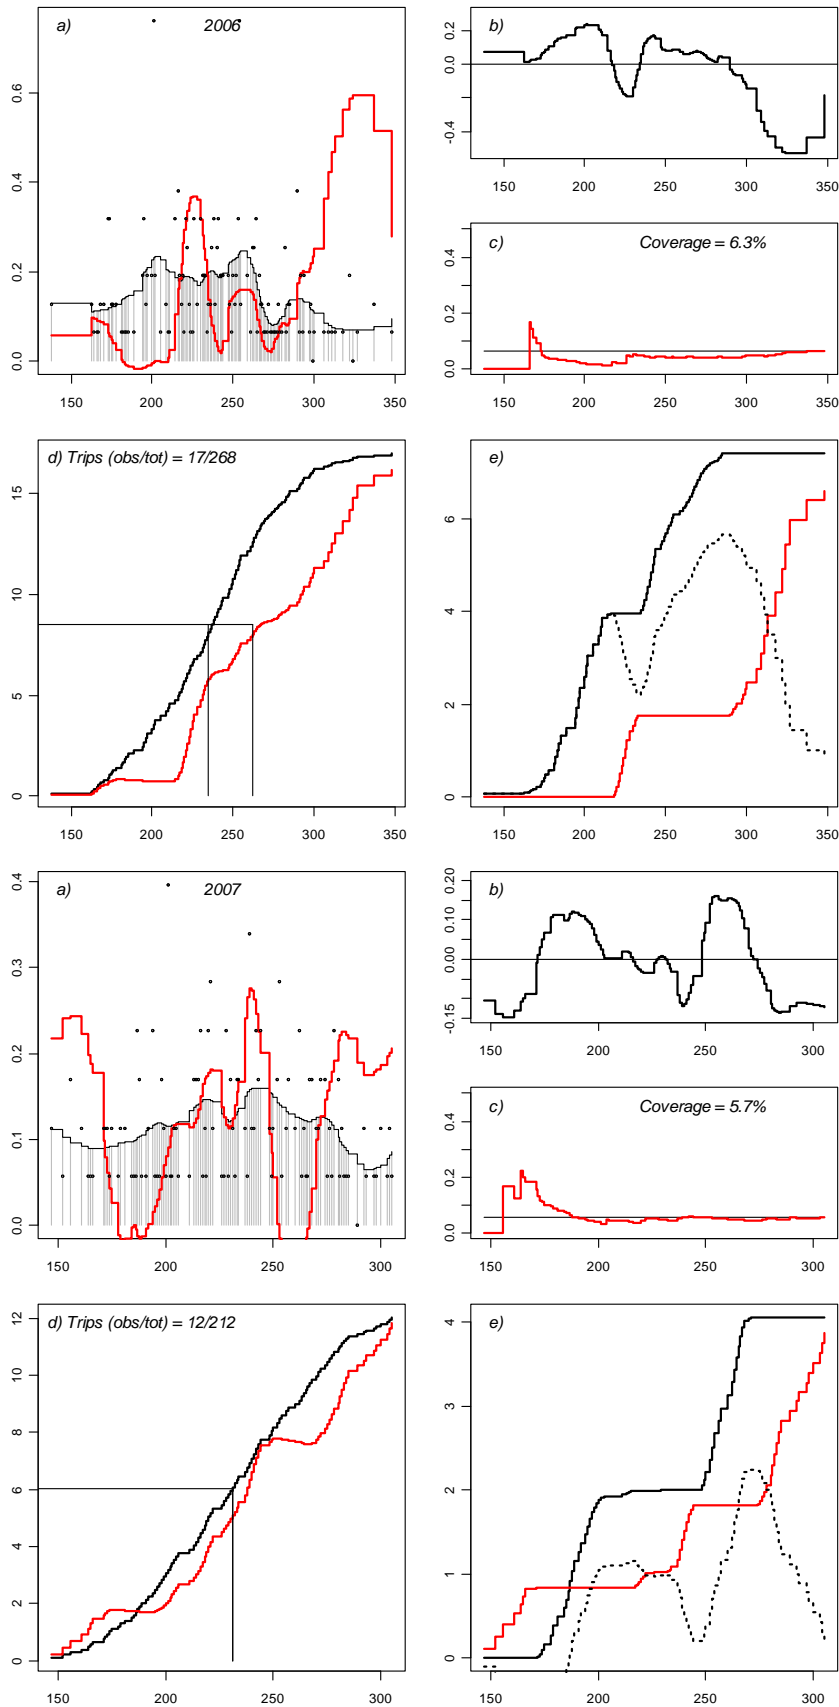 a) 2006
0.0 0.2 0.4 0.6
150 200 250 300 350
b)
-0.4 0.0 0.2
150 200 250 300 350
c) Coverage = 6.3%
0.0 0.2 0.4
150 200 250 300 350
d) Trips (obs/tot) = 17/268
0 5 10 15
150 200 250 300 350
e)
0 2 4 6
150 200 250 300 350
a) 2007
0.0 0.1 0.2 0.3 0.4
150 200 250 300
b)
-0.15 0.00 0.10 0.20
150 200 250 300
c) Coverage = 5.7%
0.0 0.2 0.4
150 200 250 300
d) Trips (obs/tot) = 12/212
0 2 4 6 8 10 12
150 200 250 300
e)
0 1 2 3 4
150 200 250 300